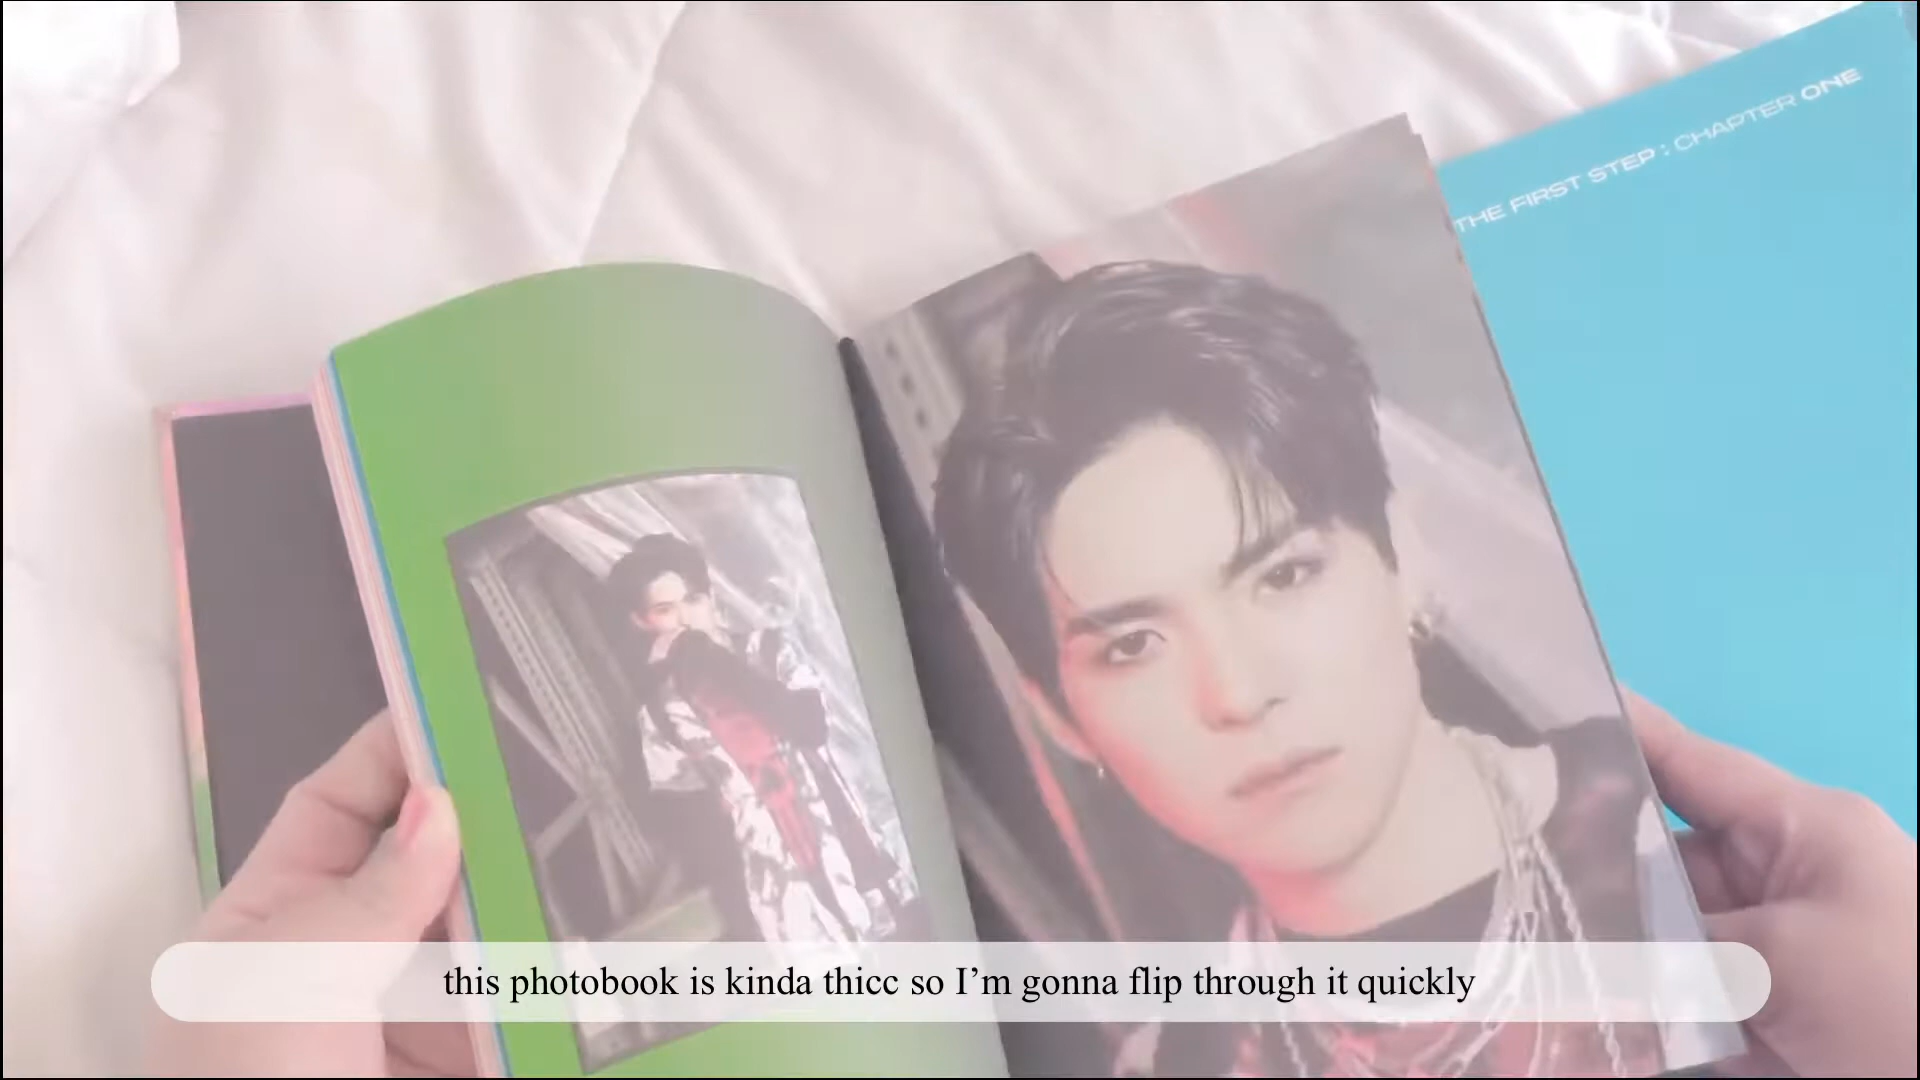 THE FIRST STEP : CHAPTER ONE
this photobook is kinda thicc so I’m gonna flip through it quickly